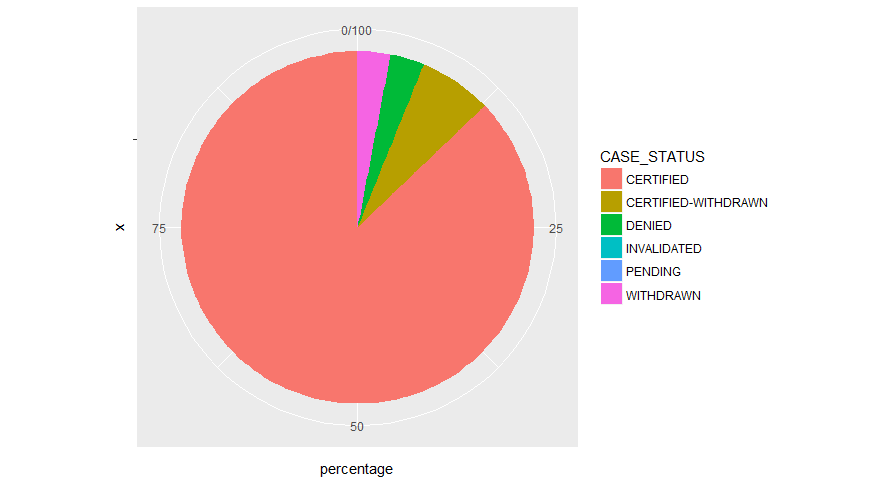 0/100
75
25
50
x
percentage
CASE_STATUS
CERTIFIED
CERTIFIED-WITHDRAWN
DENIED
INVALIDATED
PENDING
WITHDRAWN